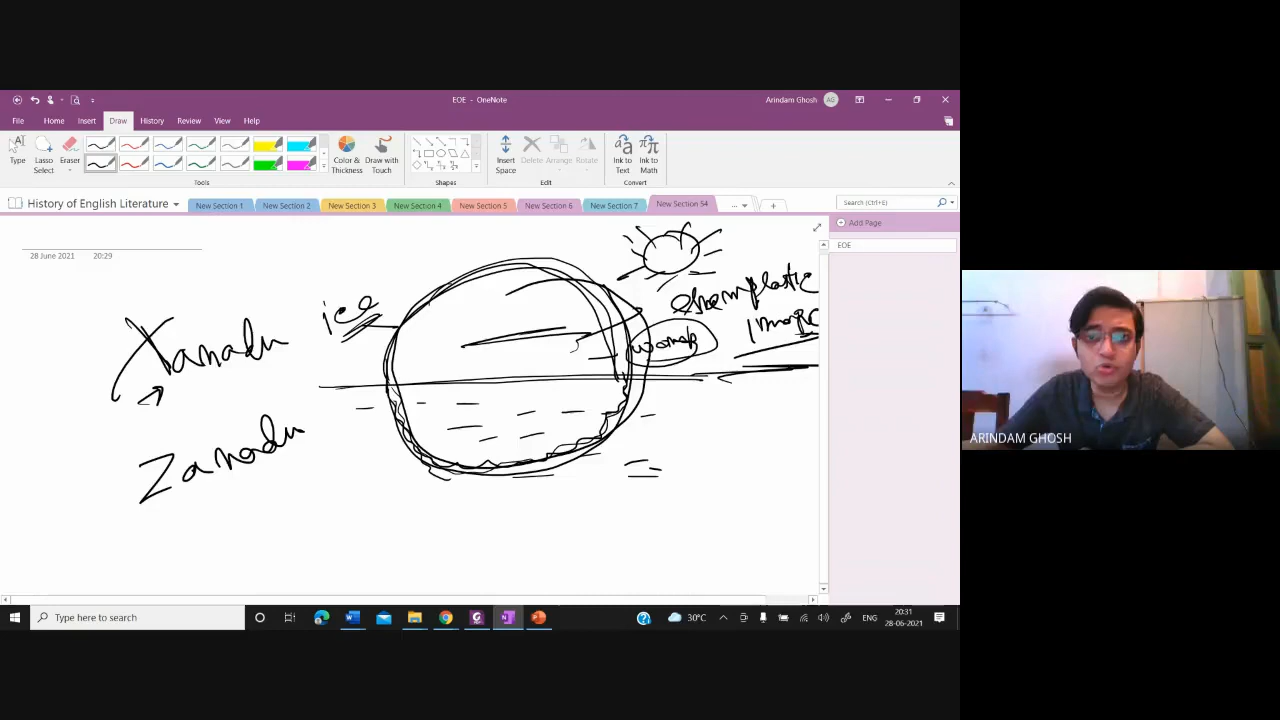 EOE - OneNote
Arindam Ghosh AG
File Home Insert Draw History Review View Help
Type
Lasso Select
Eraser
Color & Thickness
Draw with Touch
Insert Space
Delete
Arrange
Rotate
Ink to Text
Ink to Math
Tools Shapes Edit Convert
History of English Literature New Section 1 New Section 2 New Section 3 New Section 4 New Section 5 New Section 6 New Section 7 New Section 54 ... + Search (Ctrl+E)
Add Page
EOE
28 June 2021 20:29
ice
Xanadu
Zanadu
womb
ARINDAM GHOSH
Type here to search
30°C
ENG
20:31
28-06-2021